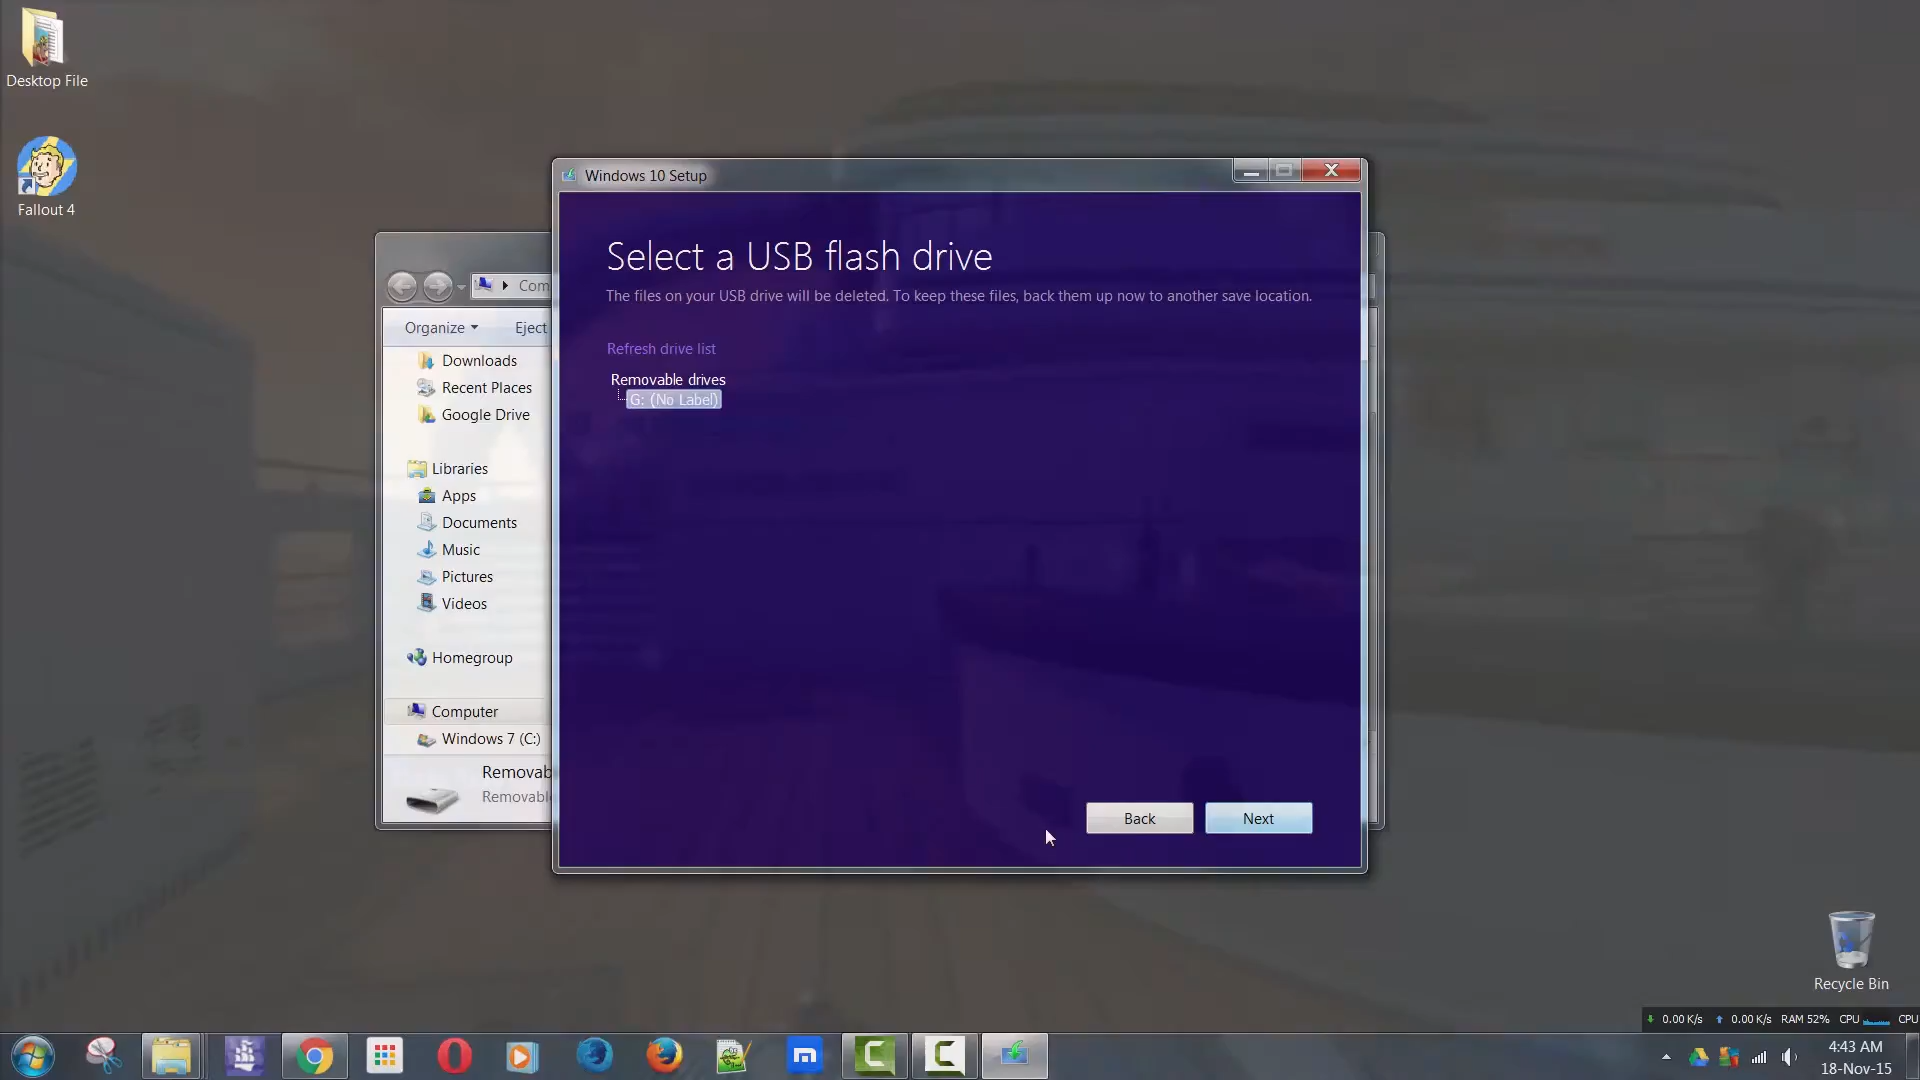 Desktop File
Fallout 4
Windows 10 Setup
Select a USB flash drive
The files on your USB drive will be deleted. To keep these files, back them up now to another save location.
Refresh drive list
Removable drives
G: (No Label)
Back
Next
Com
Organize
Eject
Downloads
Recent Places
Google Drive
Libraries
Apps
Documents
Music
Pictures
Videos
Homegroup
Computer
Windows 7 (C:)
Removab
Removabl
Recycle Bin
0.00 K/s 0.00 K/s RAM 52% CPU CPU
4:43 AM
18-Nov-15